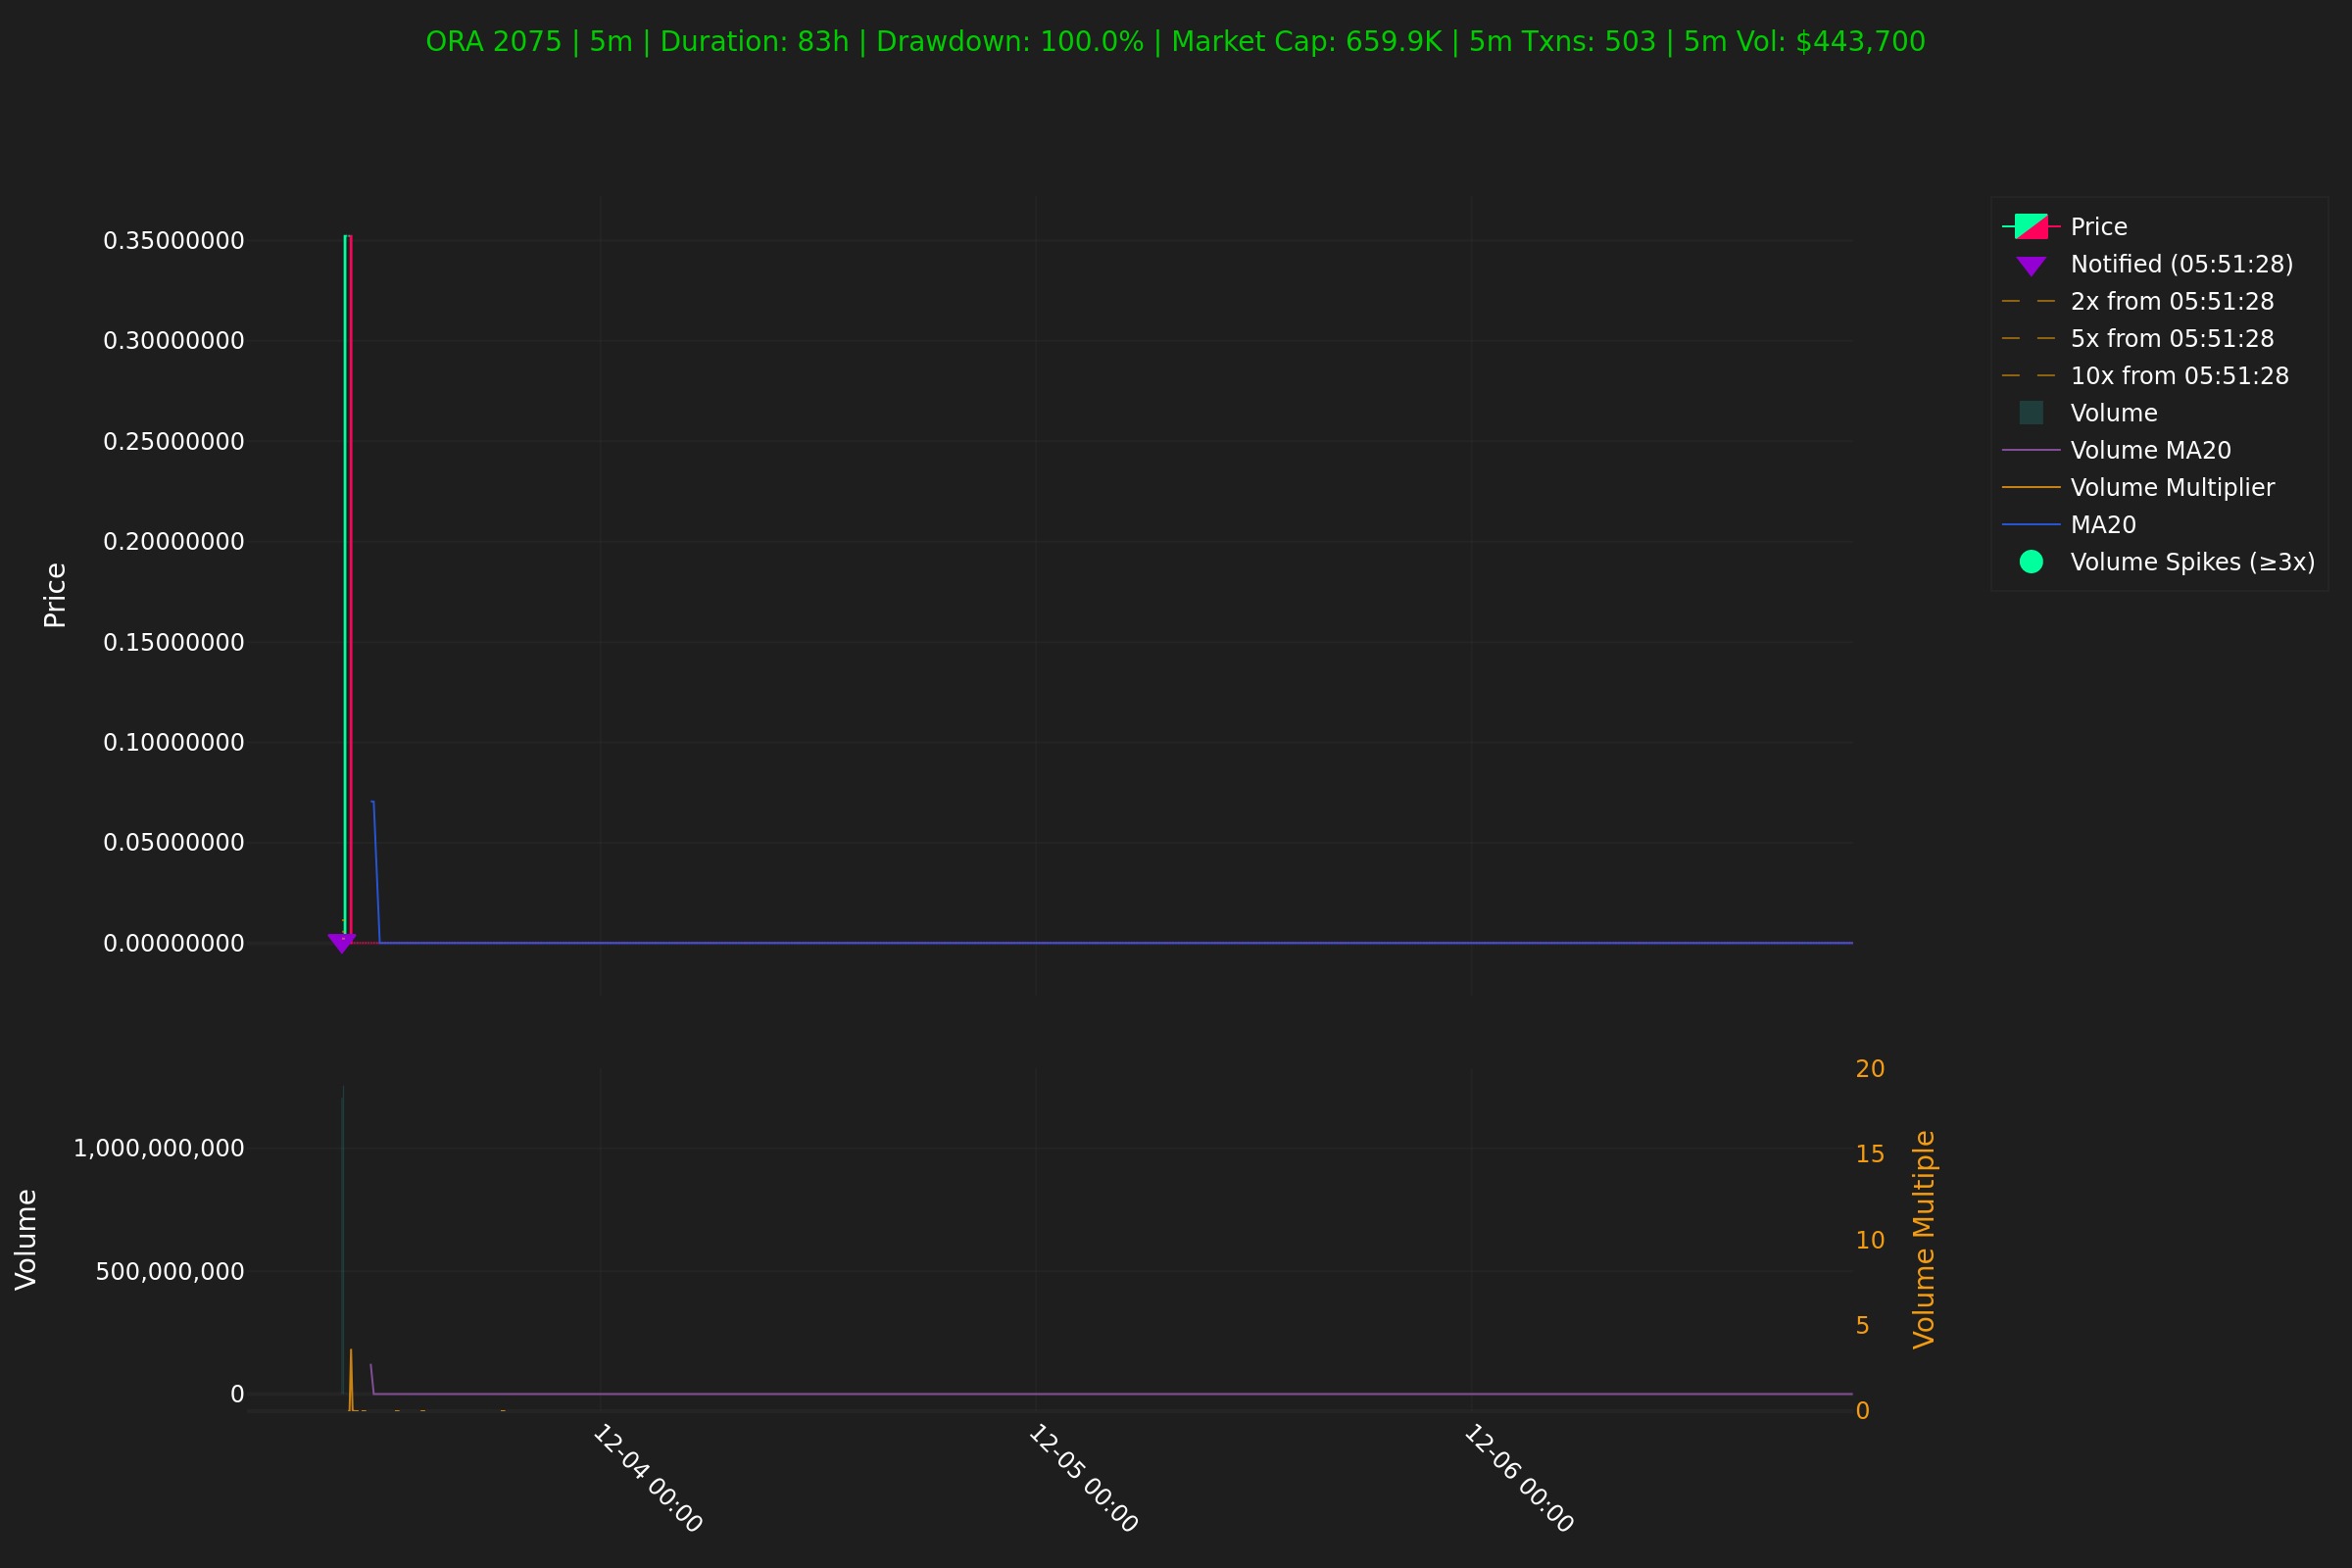 ORA 2075 | 5m | Duration: 83h | Drawdown: 100.0% | Market Cap: 659.9K | 5m Txns: 503 | 5m Vol: $443,700
Price
0.35000000
0.30000000
0.25000000
0.20000000
0.15000000
0.10000000
0.05000000
0.00000000
Price
Notified (05:51:28)
2x from 05:51:28
5x from 05:51:28
10x from 05:51:28
Volume
Volume MA20
Volume Multiplier
MA20
Volume Spikes (≥3x)
Volume
1,000,000,000
500,000,000
0
20
15
10
5
0
Volume Multiple
12-04 00:00
12-05 00:00
12-06 00:00